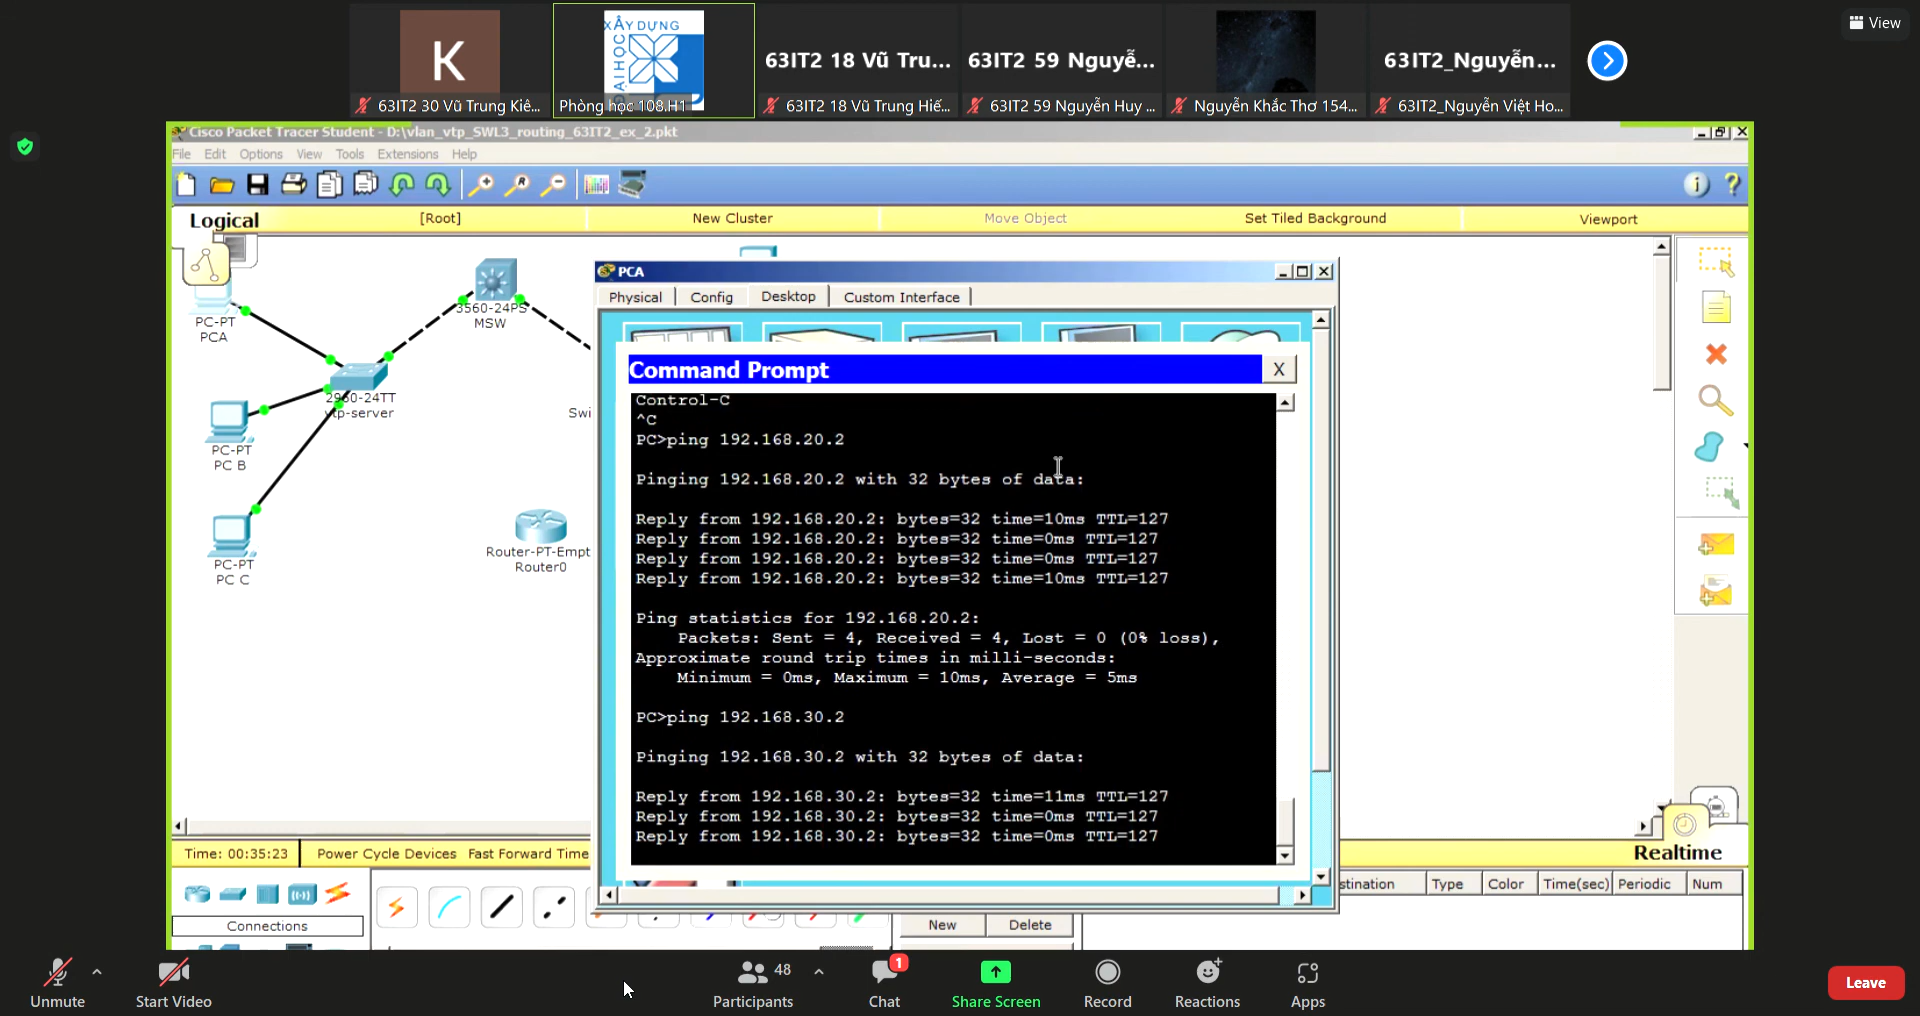 View
K
XÂY DỰNG
ĐẠI HỌC
63IT2 18 Vũ Tru...
63IT2 59 Nguyễ...
63IT2_Nguyễn...
63IT2 30 Vũ Trung Kiê...
Phòng học 108.H1
63IT2 18 Vũ Trung Hiế...
63IT2 59 Nguyễn Huy ...
Nguyễn Khắc Thơ 154...
63IT2_Nguyễn Việt Ho...
Cisco Packet Tracer Student - D:\vlan_vtp_SWL3_routing_63IT2_ex_2.pkt
File Edit Options View Tools Extensions Help
Logical
[Root]
New Cluster
Move Object
Set Tiled Background
Viewport
PC-PT
PCA
3560-24PS
MSW
2960-24TT
vtp-server
Swi
PC-PT
PC B
PC-PT
PC C
Router-PT-Empt
Router0
PCA
Physical Config Desktop Custom Interface
Command Prompt
X
Control-C
^C
PC>ping 192.168.20.2
Pinging 192.168.20.2 with 32 bytes of data:
Reply from 192.168.20.2: bytes=32 time=10ms TTL=127
Reply from 192.168.20.2: bytes=32 time=0ms TTL=127
Reply from 192.168.20.2: bytes=32 time=0ms TTL=127
Reply from 192.168.20.2: bytes=32 time=10ms TTL=127
Ping statistics for 192.168.20.2:
Packets: Sent = 4, Received = 4, Lost = 0 (0% loss),
Approximate round trip times in milli-seconds:
Minimum = 0ms, Maximum = 10ms, Average = 5ms
PC>ping 192.168.30.2
Pinging 192.168.30.2 with 32 bytes of data:
Reply from 192.168.30.2: bytes=32 time=11ms TTL=127
Reply from 192.168.30.2: bytes=32 time=0ms TTL=127
Reply from 192.168.30.2: bytes=32 time=0ms TTL=127
Time: 00:35:23 Power Cycle Devices Fast Forward Time
Realtime
Connections
New
Delete
stination Type Color Time(sec) Periodic Num
Unmute
Start Video
48
Participants
1
Chat
Share Screen
Record
Reactions
Apps
Leave